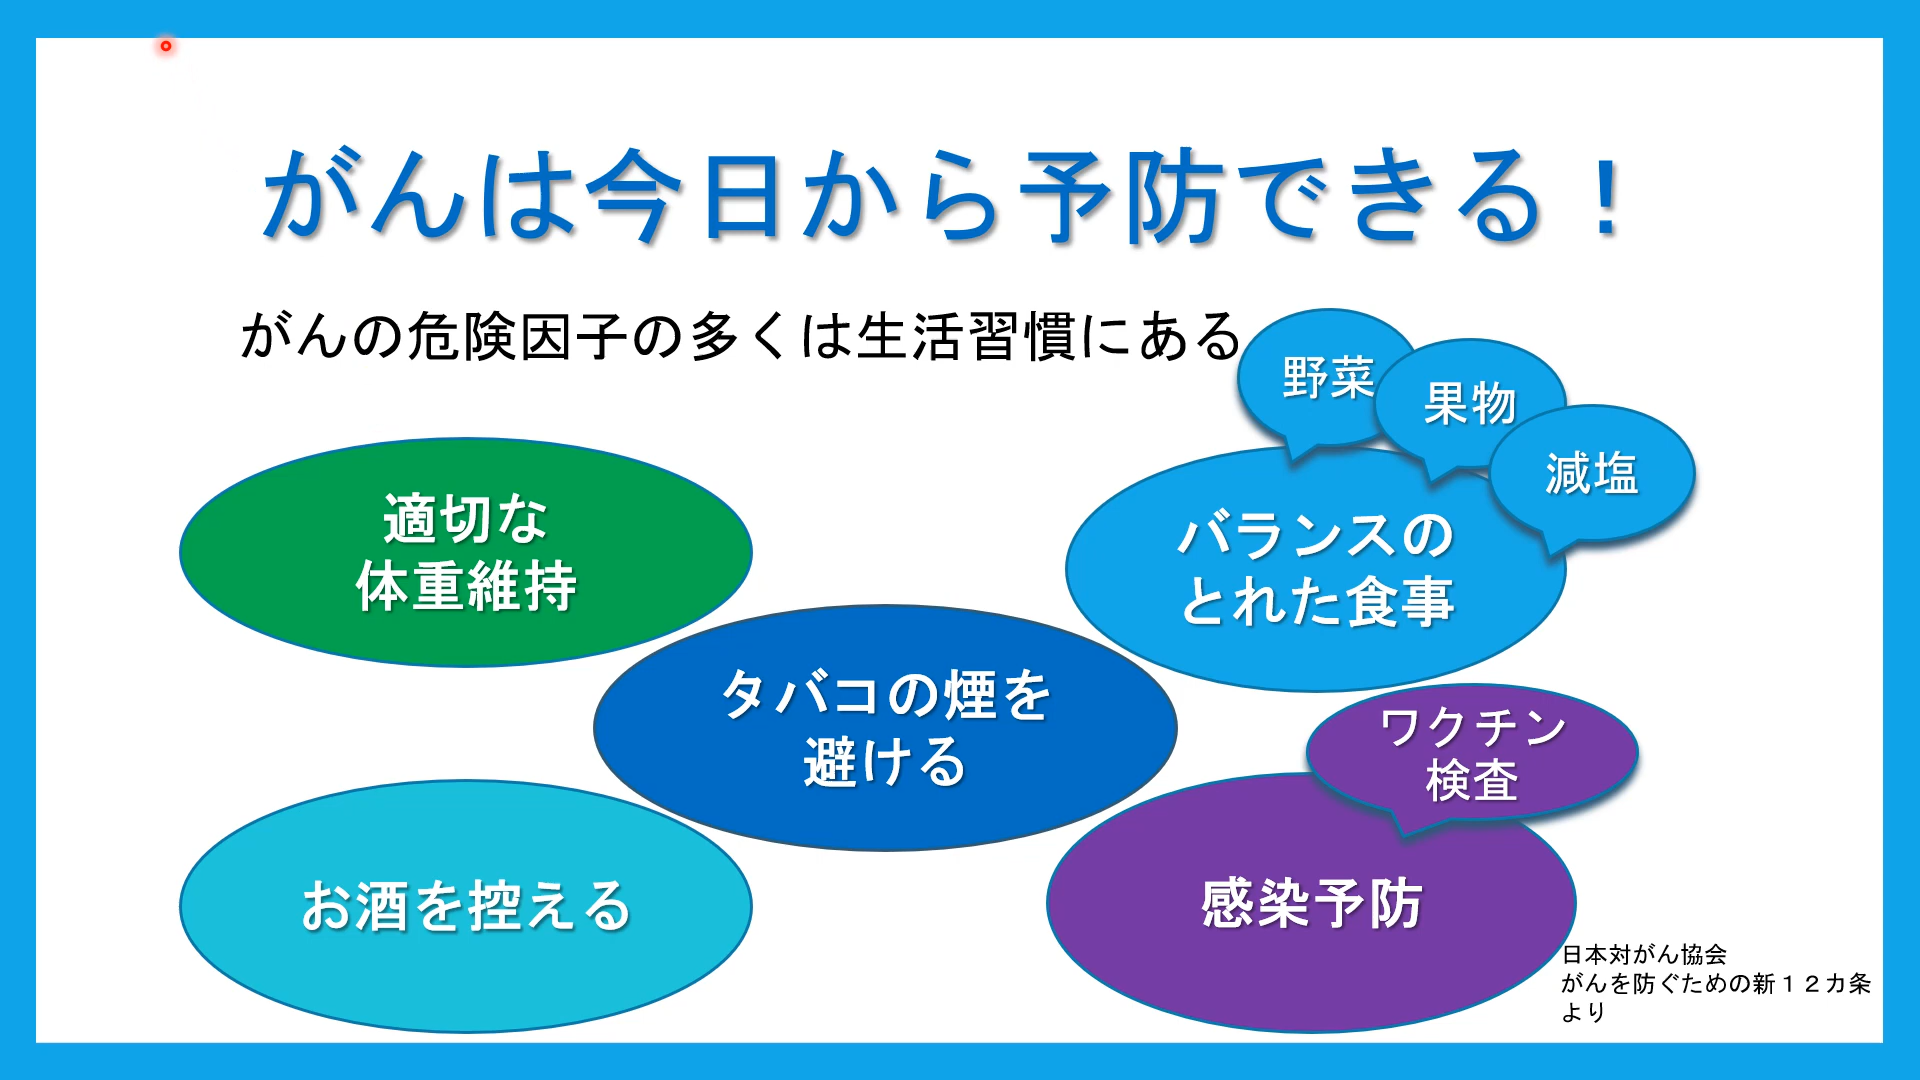 がんは今日から予防できる！
がんの危険因子の多くは生活習慣にある
野菜
果物
減塩
適切な
体重維持
バランスの
とれた食事
タバコの煙を
避ける
ワクチン
検査
お酒を控える
感染予防
日本対がん協会
がんを防ぐための新１２カ条
より